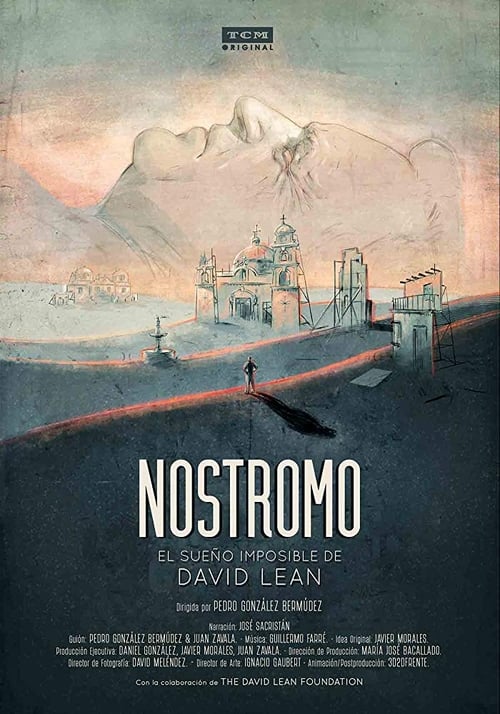 TCM
ORIGINAL
NOSTROMO
EL SUEÑO IMPOSIBLE DE
DAVID LEAN
Dirigida por PEDRO GONZÁLEZ BERMÚDEZ
Narración: JOSÉ SACRISTÁN
Guión: PEDRO GONZÁLEZ BERMÚDEZ & JUAN ZAVALA. - Música: GUILLERMO FARRÉ. - Idea Original: JAVIER MORALES.
Producción Ejecutiva: DANIEL GONZÁLEZ, JAVIER MORALES, JUAN ZAVALA. - Dirección de Producción: MARÍA JOSÉ BACALLADO.
Director de Fotografía: DAVID MELÉNDEZ. - Director de Arte: IGNACIO GAUBERT - Animación/Postproducción: 3D2DFRENTE.
Con la colaboración de THE DAVID LEAN FOUNDATION